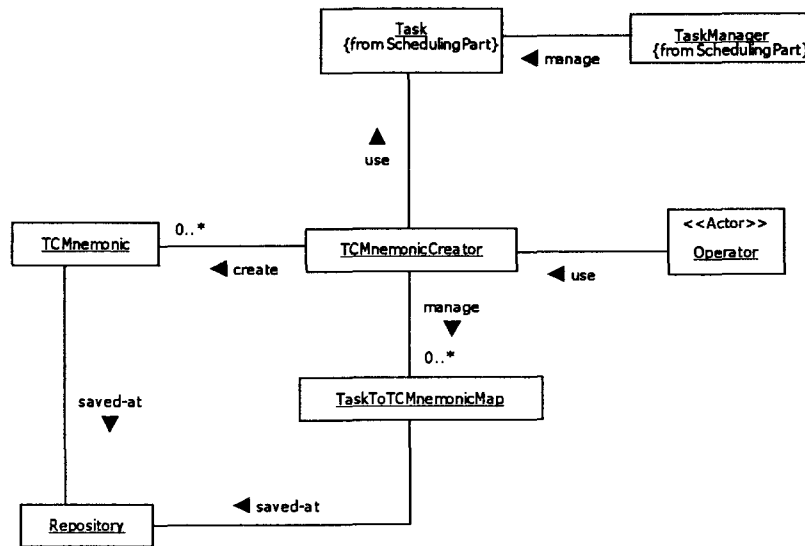 Task
{from SchedulingPart}
TaskManager
{from SchedulingPart}
◀ manage
▲
use
0..*
TCMnemonic
TCMnemonicCreator
<<Actor>>
Operator
◀ create
◀ use
manage
▼
0..*
TaskToTCMnemonicMap
saved-at
▼
◀ saved-at
Repository